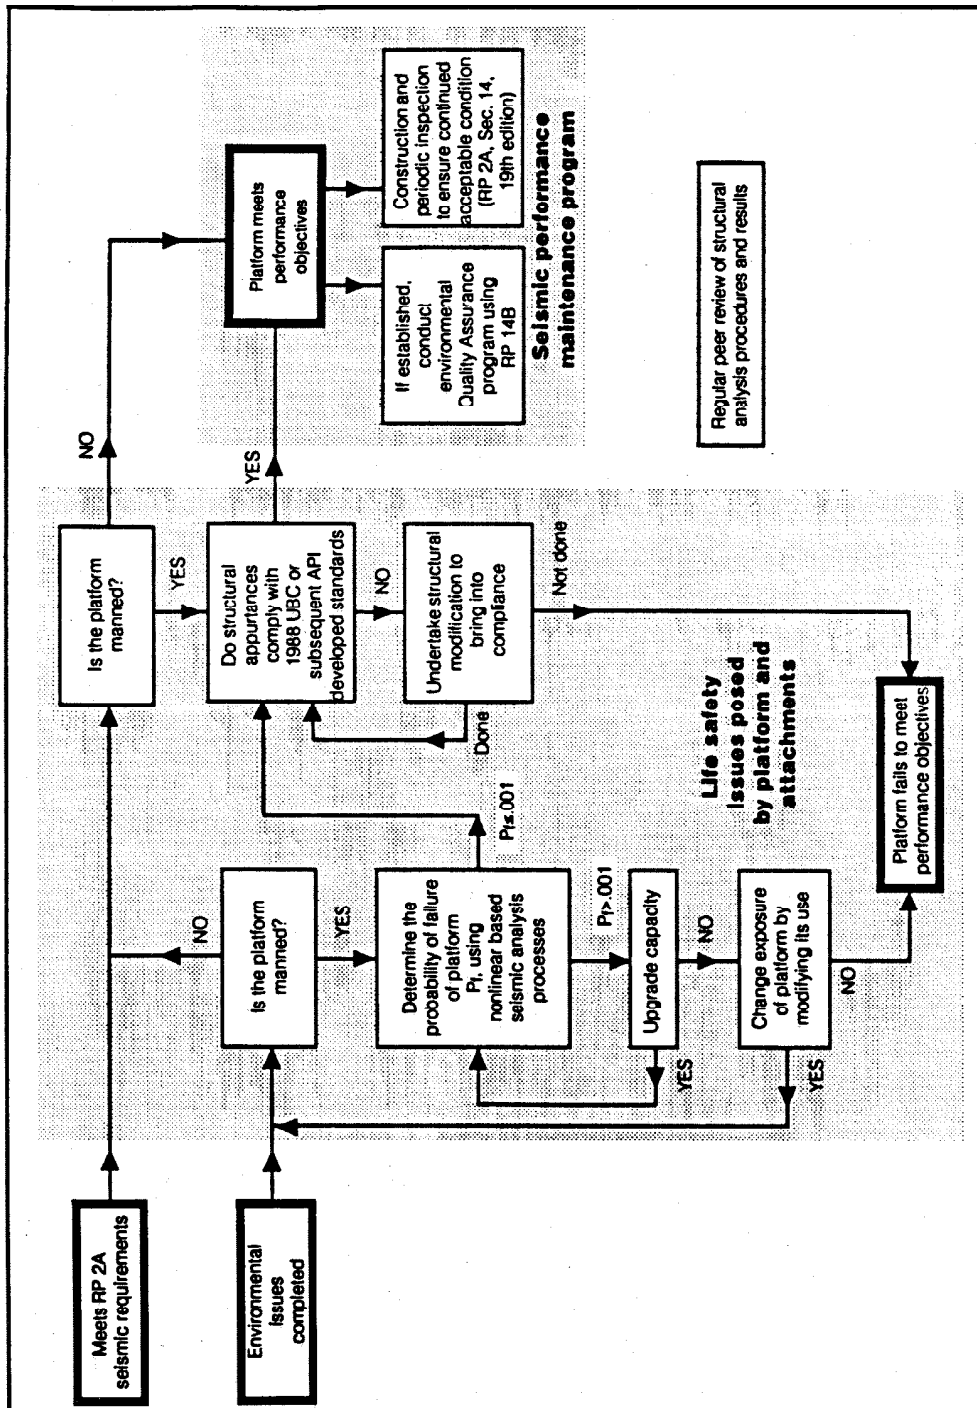 Meets RP 2A
seismic requirements
Environmental
issues
completed
Is the platform
manned?
NO
YES
Determine the
probability of failure
of platform
Pf, using
nonlinear based
seismic analysis
processes
Pf≤.001
Pf>.001
Upgrade capacity
YES
NO
Change exposure
of platform by
modifying its use
YES
NO
Is the platform
manned?
NO
YES
Do structural
appurtances
comply with
1988 UBC or
subsequent API
developed standards
YES
NO
Undertake structural
modification to
bring into
compliance
Done
Not done
Life safety
issues posed
by platform and
attachments
Platform fails to meet
performance objectives
Platform meets
performance
objectives
If established,
conduct
environmental
Quality Assurance
program using
RP 14B
Construction and
periodic inspection
to ensure continued
acceptable condition
(RP 2A, Sec. 14,
19th edition)
Seismic performance
maintenance program
Regular peer review of structural
analysis procedures and results